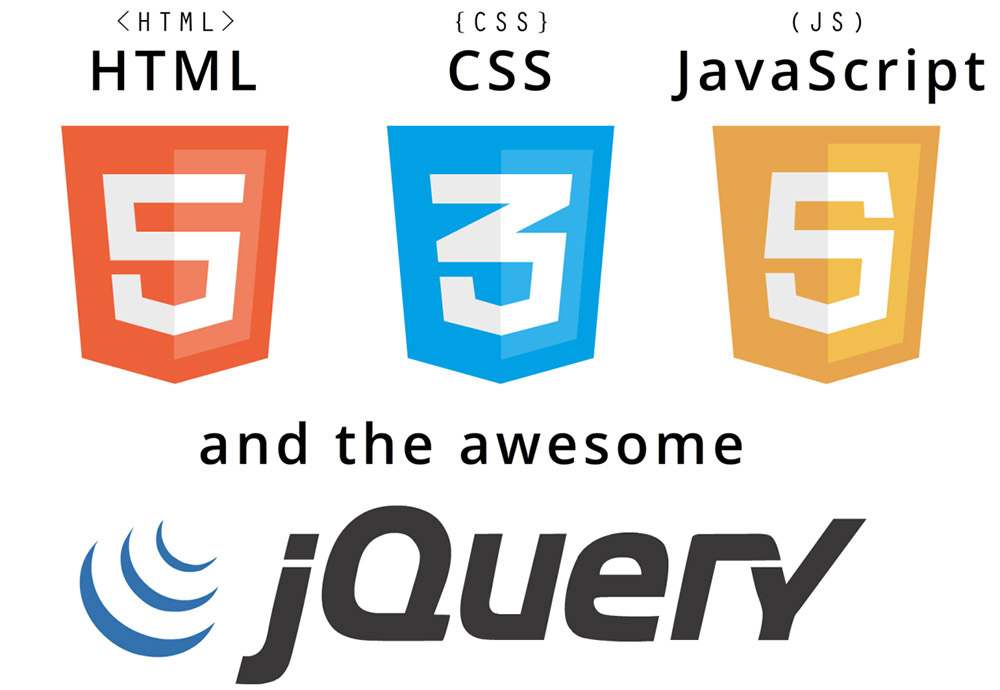 <HTML> {CSS} (JS)
HTML CSS JavaScript
5 3 5
and the awesome
jQuery